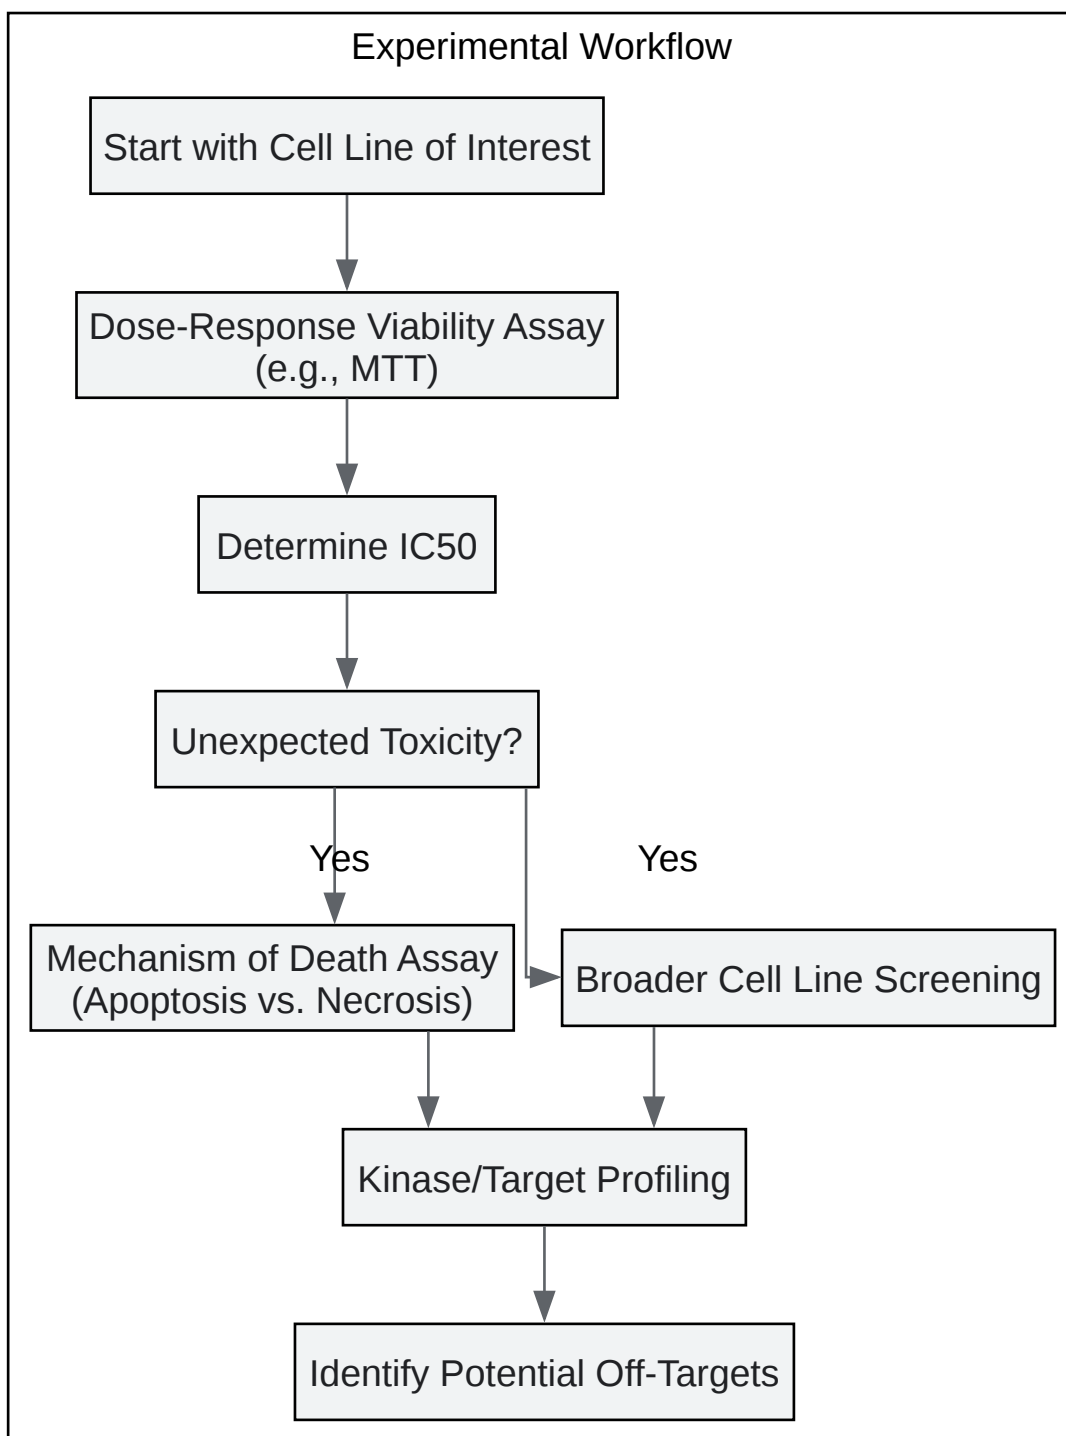 Experimental Workflow
Start with Cell Line of Interest
Dose-Response Viability Assay
(e.g., MTT)
Determine IC50
Unexpected Toxicity?
Yes
Yes
Mechanism of Death Assay
(Apoptosis vs. Necrosis)
Broader Cell Line Screening
Kinase/Target Profiling
Identify Potential Off-Targets